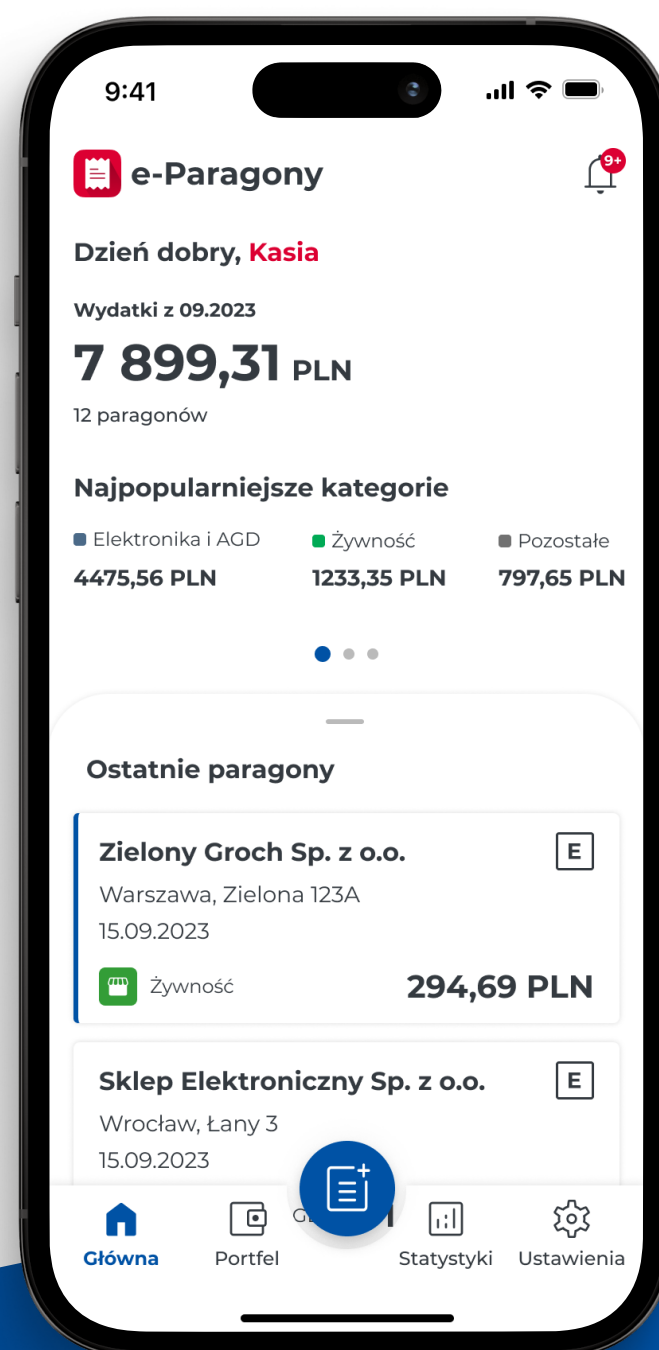 9:41
e-Paragony
9+
Dzień dobry, Kasia
Wydatki z 09.2023
7 899,31 PLN
12 paragonów
Najpopularniejsze kategorie
Elektronika i AGD Żywność Pozostałe
4475,56 PLN 1233,35 PLN 797,65 PLN
Ostatnie paragony
Zielony Groch Sp. z o.o. E
Warszawa, Zielona 123A
15.09.2023
Żywność 294,69 PLN
Sklep Elektroniczny Sp. z o.o. E
Wrocław, Łany 3
15.09.2023
Główna Portfel Statystyki Ustawienia